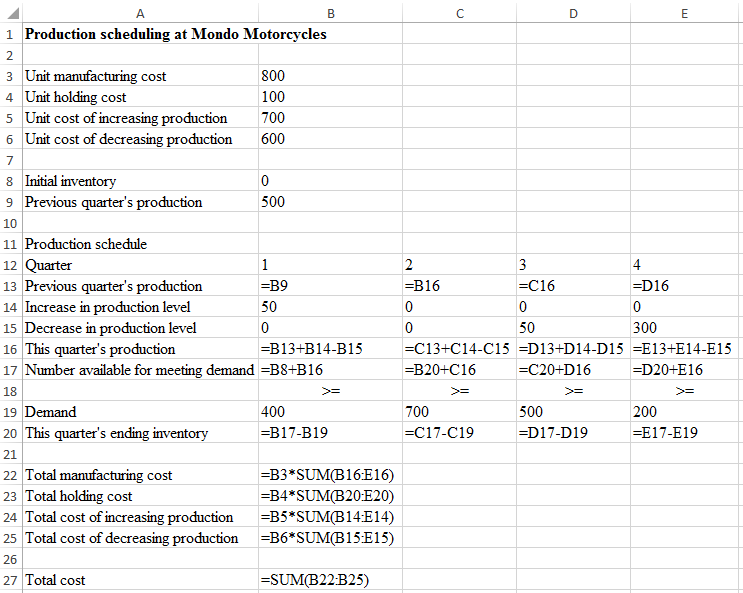 A B C D E
1 Production scheduling at Mondo Motorcycles
2
3 Unit manufacturing cost 800
4 Unit holding cost 100
5 Unit cost of increasing production 700
6 Unit cost of decreasing production 600
7
8 Initial inventory 0
9 Previous quarter's production 500
10
11 Production schedule
12 Quarter 1 2 3 4
13 Previous quarter's production =B9 =B16 =C16 =D16
14 Increase in production level 50 0 0 0
15 Decrease in production level 0 0 50 300
16 This quarter's production =B13+B14-B15 =C13+C14-C15 =D13+D14-D15 =E13+E14-E15
17 Number available for meeting demand =B8+B16 =B20+C16 =C20+D16 =D20+E16
18 >= >= >= >=
19 Demand 400 700 500 200
20 This quarter's ending inventory =B17-B19 =C17-C19 =D17-D19 =E17-E19
21
22 Total manufacturing cost =B3*SUM(B16:E16)
23 Total holding cost =B4*SUM(B20:E20)
24 Total cost of increasing production =B5*SUM(B14:E14)
25 Total cost of decreasing production =B6*SUM(B15:E15)
26
27 Total cost =SUM(B22:B25)